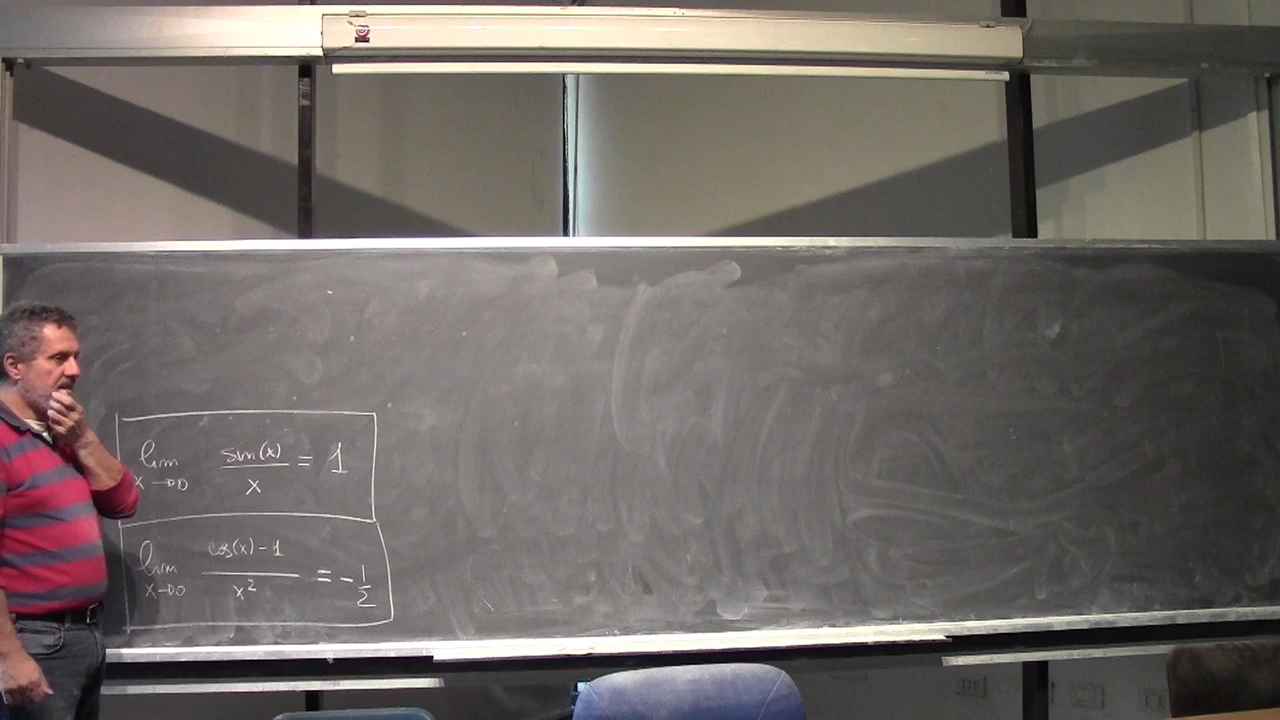 lim x→0 sin(x)/x = 1
lim x→0 cos(x)-1/x² = -1/2